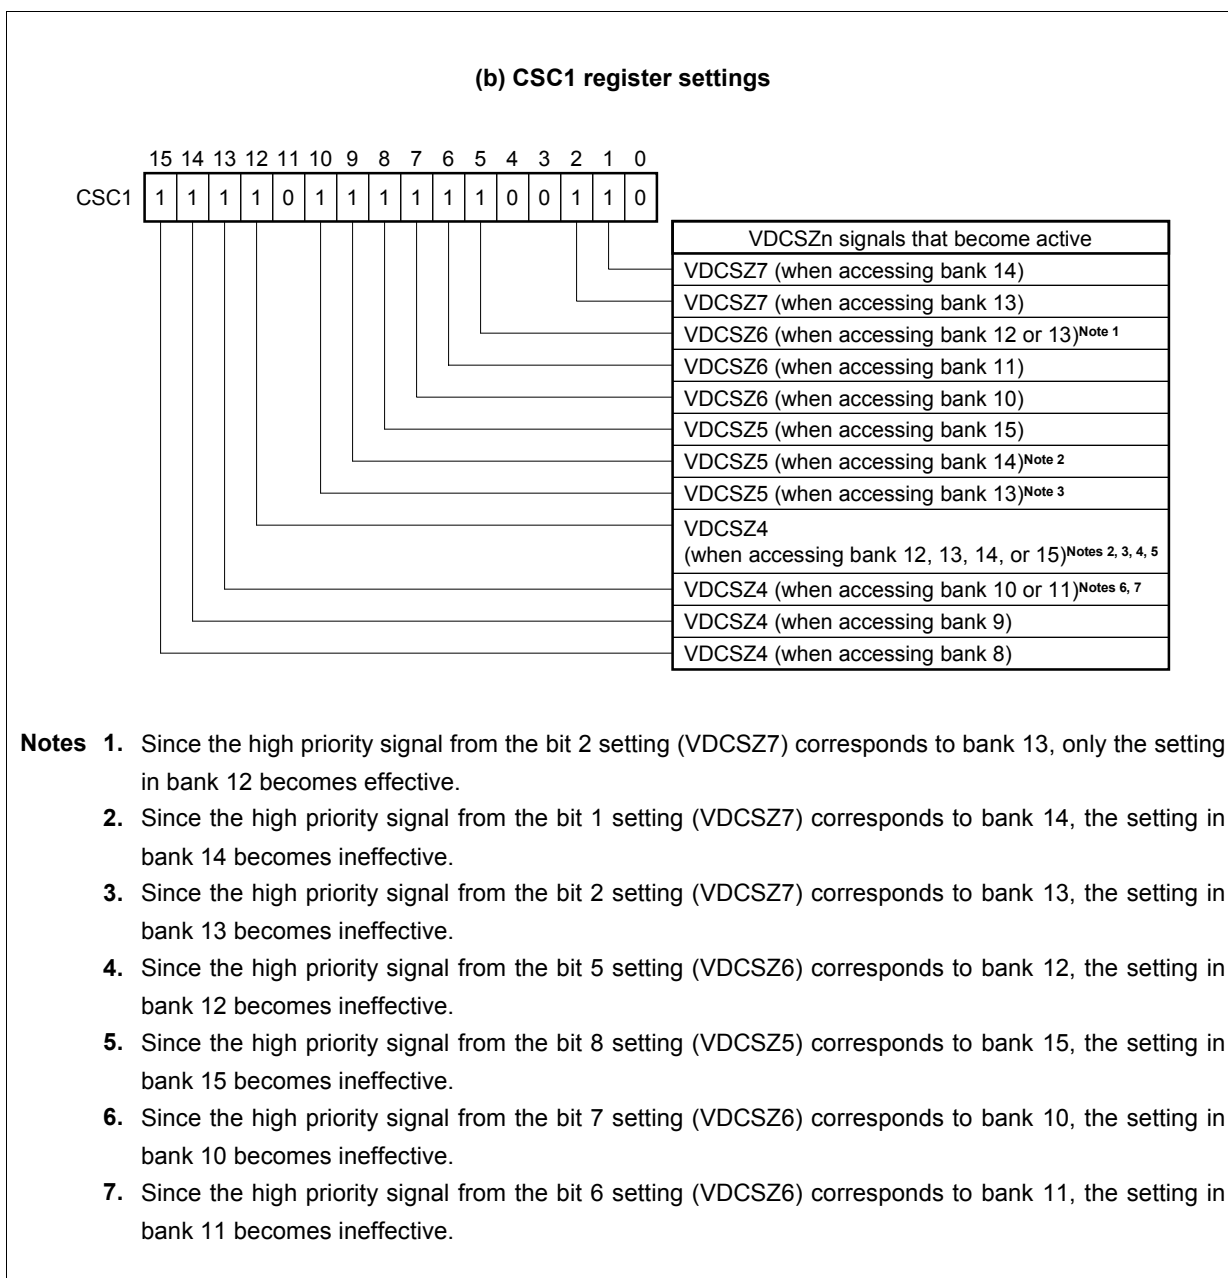 (b) CSC1 register settings
15 14 13 12 11 10 9 8 7 6 5 4 3 2 1 0
CSC1 1 1 1 1 0 1 1 1 1 1 1 0 0 1 1 0
VDCSZn signals that become active
VDCSZ7 (when accessing bank 14)
VDCSZ7 (when accessing bank 13)
VDCSZ6 (when accessing bank 12 or 13)Note 1
VDCSZ6 (when accessing bank 11)
VDCSZ6 (when accessing bank 10)
VDCSZ5 (when accessing bank 15)
VDCSZ5 (when accessing bank 14)Note 2
VDCSZ5 (when accessing bank 13)Note 3
VDCSZ4
(when accessing bank 12, 13, 14, or 15)Notes 2, 3, 4, 5
VDCSZ4 (when accessing bank 10 or 11)Notes 6, 7
VDCSZ4 (when accessing bank 9)
VDCSZ4 (when accessing bank 8)
Notes 1. Since the high priority signal from the bit 2 setting (VDCSZ7) corresponds to bank 13, only the setting
in bank 12 becomes effective.
2. Since the high priority signal from the bit 1 setting (VDCSZ7) corresponds to bank 14, the setting in
bank 14 becomes ineffective.
3. Since the high priority signal from the bit 2 setting (VDCSZ7) corresponds to bank 13, the setting in
bank 13 becomes ineffective.
4. Since the high priority signal from the bit 5 setting (VDCSZ6) corresponds to bank 12, the setting in
bank 12 becomes ineffective.
5. Since the high priority signal from the bit 8 setting (VDCSZ5) corresponds to bank 15, the setting in
bank 15 becomes ineffective.
6. Since the high priority signal from the bit 7 setting (VDCSZ6) corresponds to bank 10, the setting in
bank 10 becomes ineffective.
7. Since the high priority signal from the bit 6 setting (VDCSZ6) corresponds to bank 11, the setting in
bank 11 becomes ineffective.